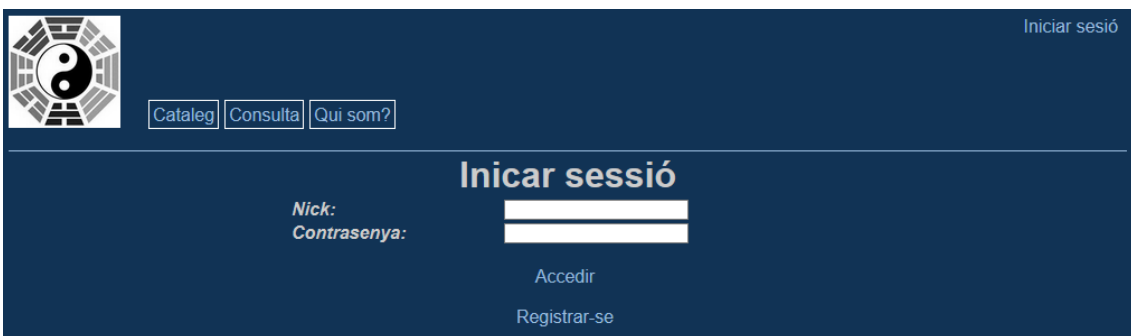 Iniciar sesió
Cataleg Consulta Qui som?
Inicar sessió
Nick:
Contrasenya:
Accedir
Registrar-se